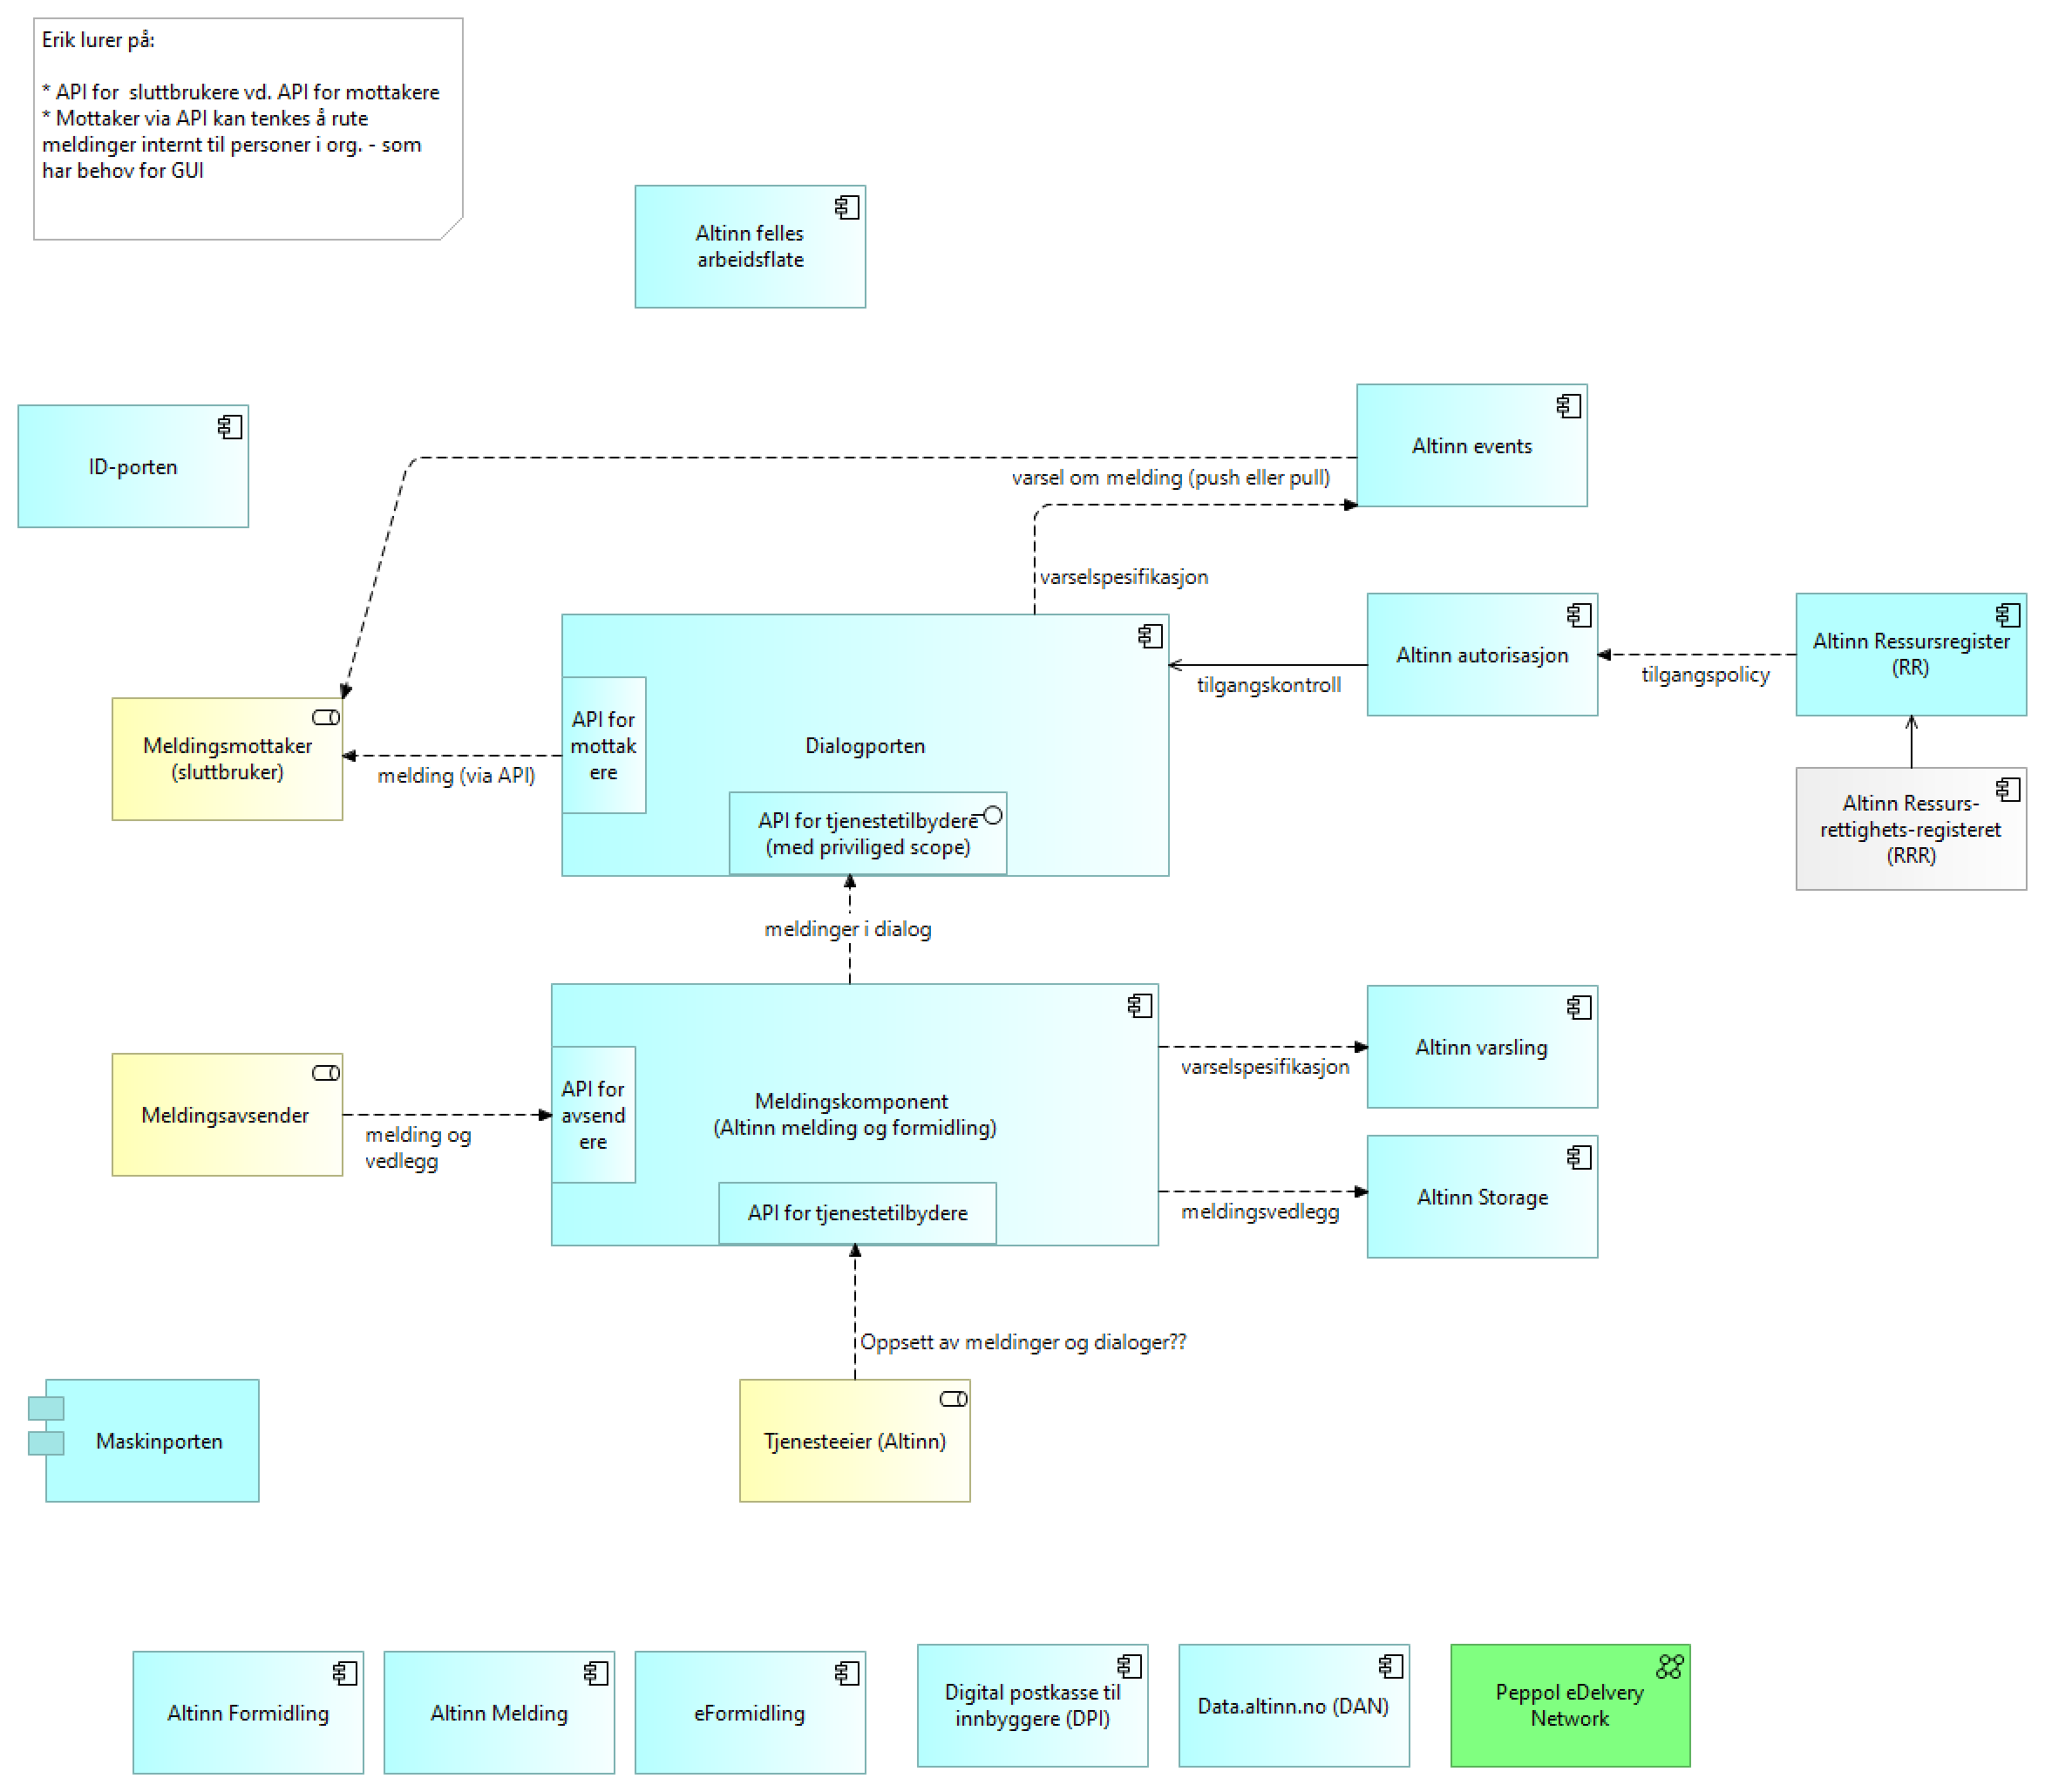 Erik lurer på:
* API for  sluttbrukere vd. API for mottakere
* Mottaker via API kan tenkes å rute
meldinger internt til personer i org. - som
har behov for GUI
Altinn felles
arbeidsflate
ID-porten
Altinn events
varsel om melding (push eller pull)
varselspesifikasjon
Altinn autorisasjon
Altinn Ressursregister
(RR)
tilgangskontroll
tilgangspolicy
Meldingsmottaker
(sluttbruker)
melding (via API)
API for
mottak
ere
Dialogporten
API for tjenestetilbydere
(med priviliged scope)
Altinn Ressurs-
rettighets-registeret
(RRR)
meldinger i dialog
Meldingsavsender
melding og
vedlegg
API for
avsend
ere
Meldingskomponent
(Altinn melding og formidling)
API for tjenestetilbydere
varselspesifikasjon
Altinn varsling
meldingsvedlegg
Altinn Storage
Oppsett av meldinger og dialoger??
Maskinporten
Tjenesteeier (Altinn)
Altinn Formidling
Altinn Melding
eFormidling
Digital postkasse til
innbyggere (DPI)
Data.altinn.no (DAN)
Peppol eDelvery
Network